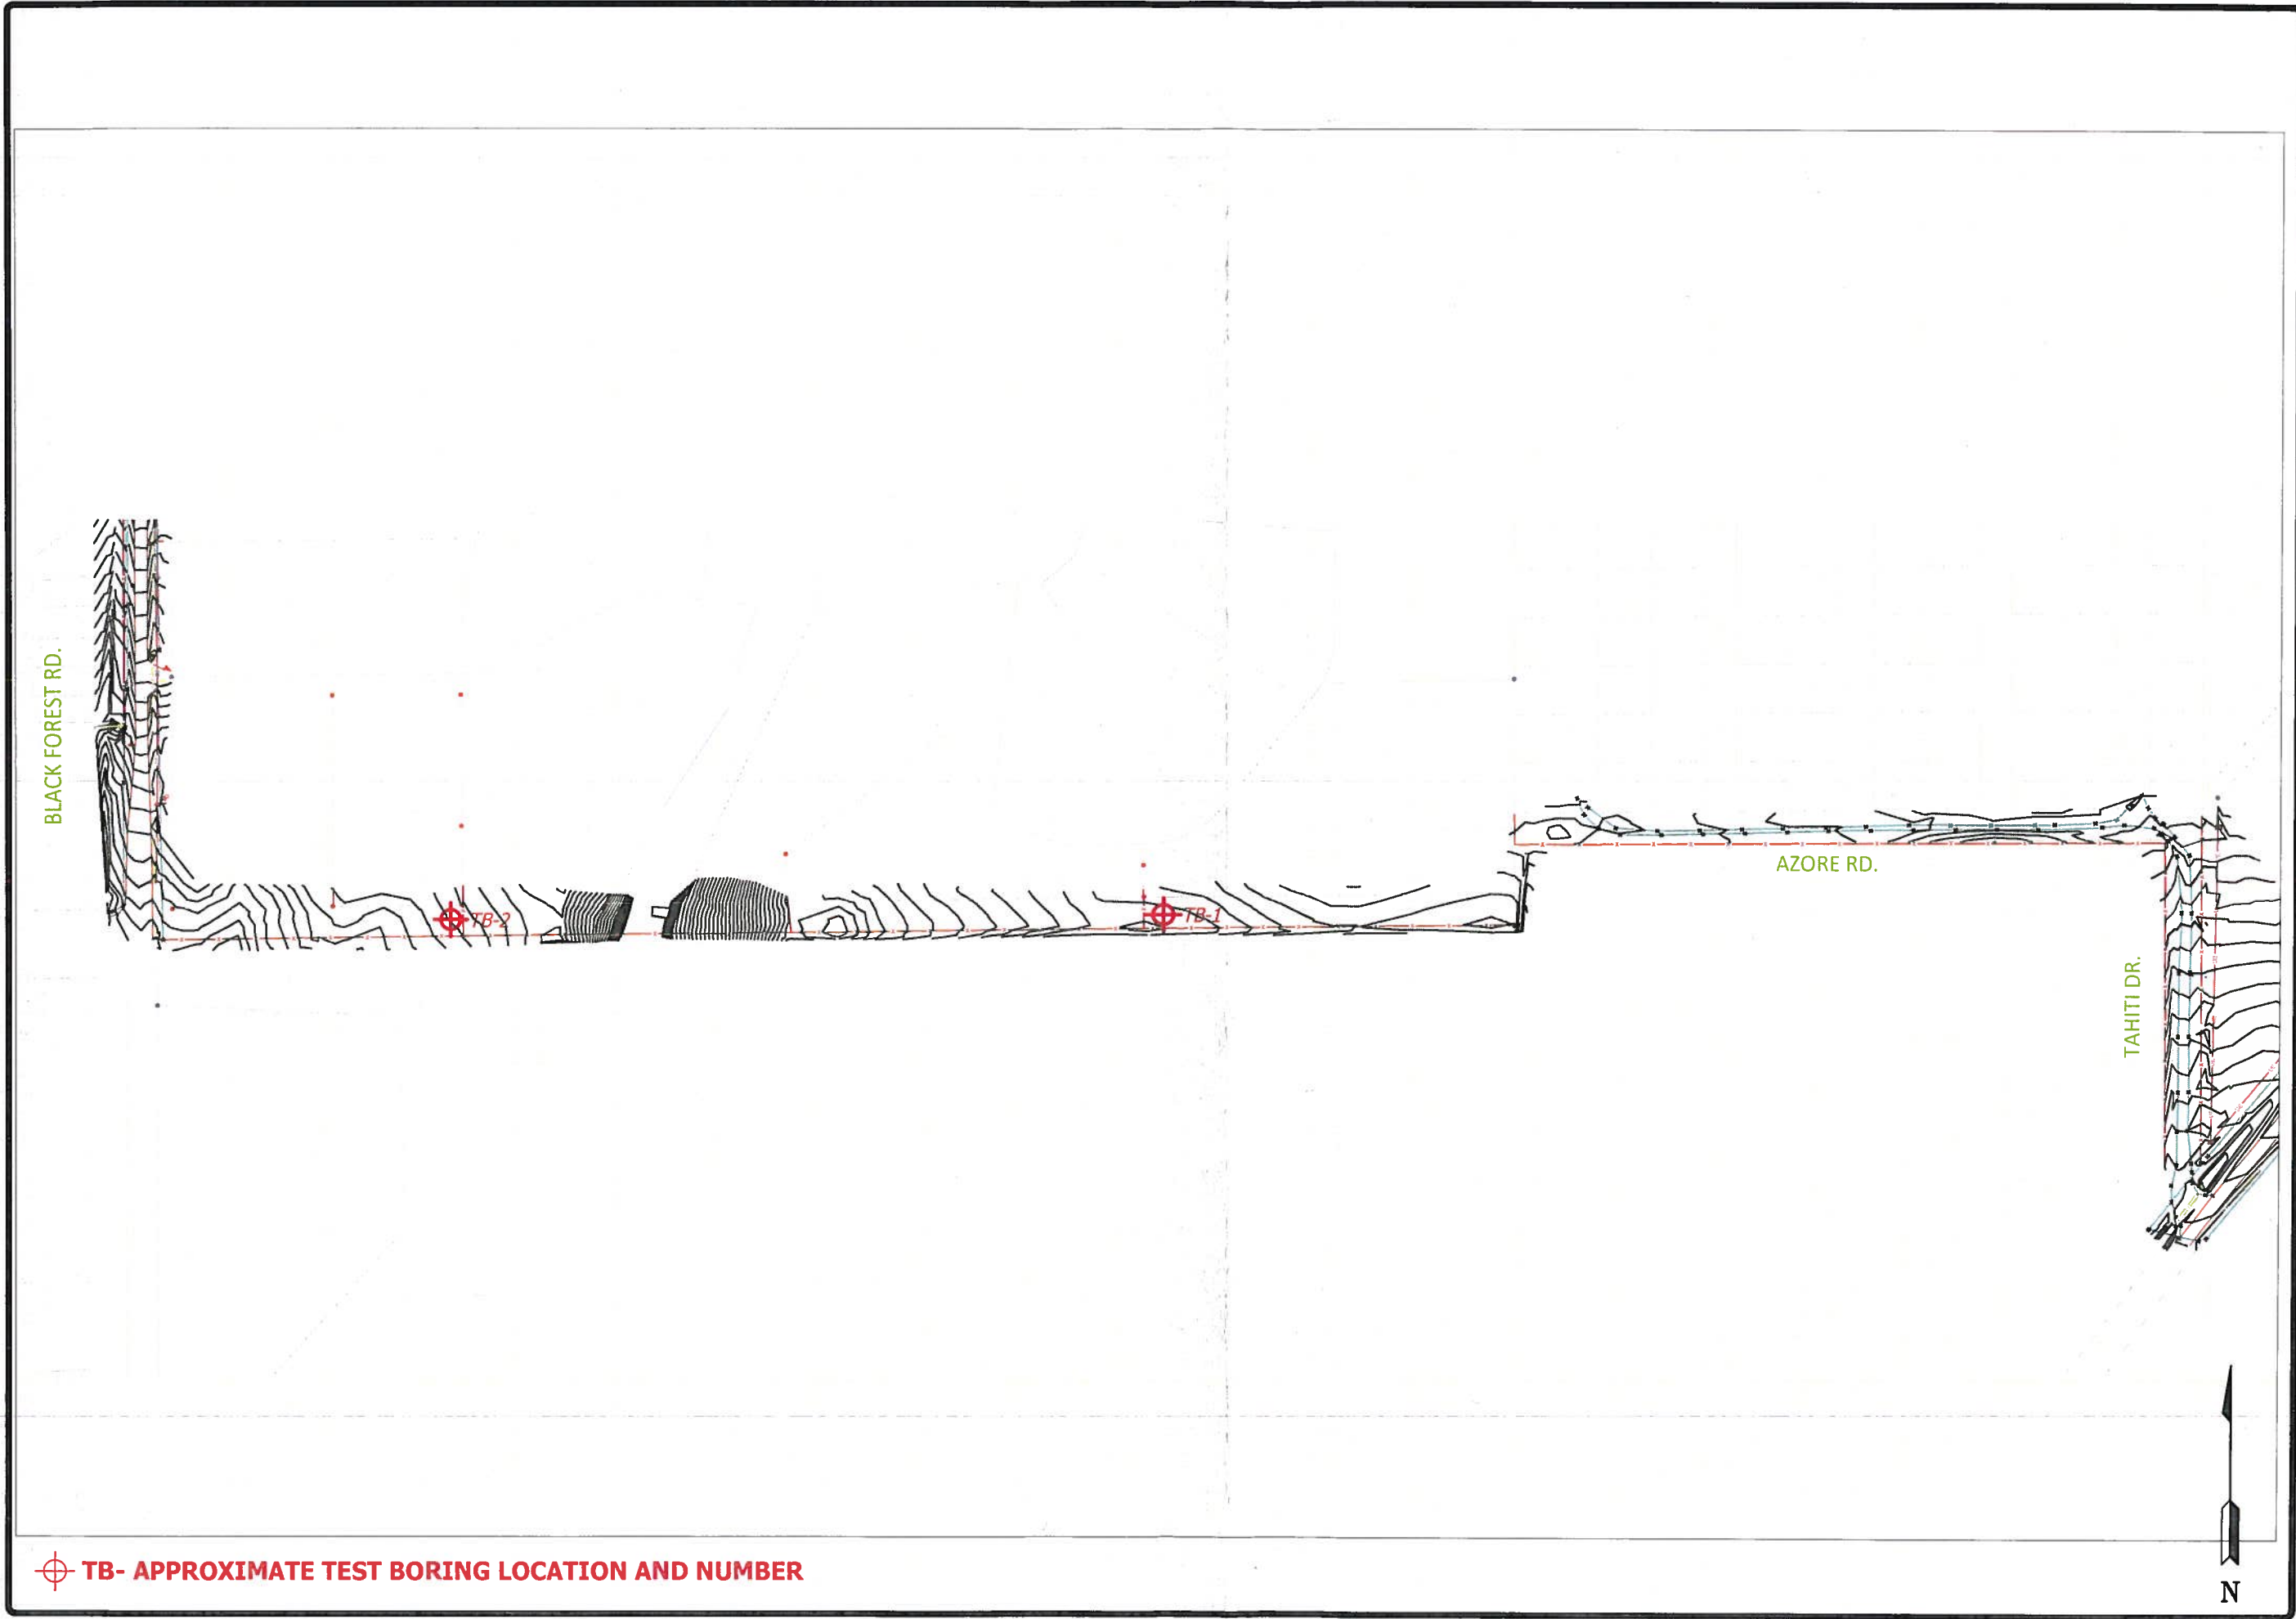 BLACK FOREST RD.
TB-2
TB-1
AZORE RD.
TAHITI DR.
TB- APPROXIMATE TEST BORING LOCATION AND NUMBER
N